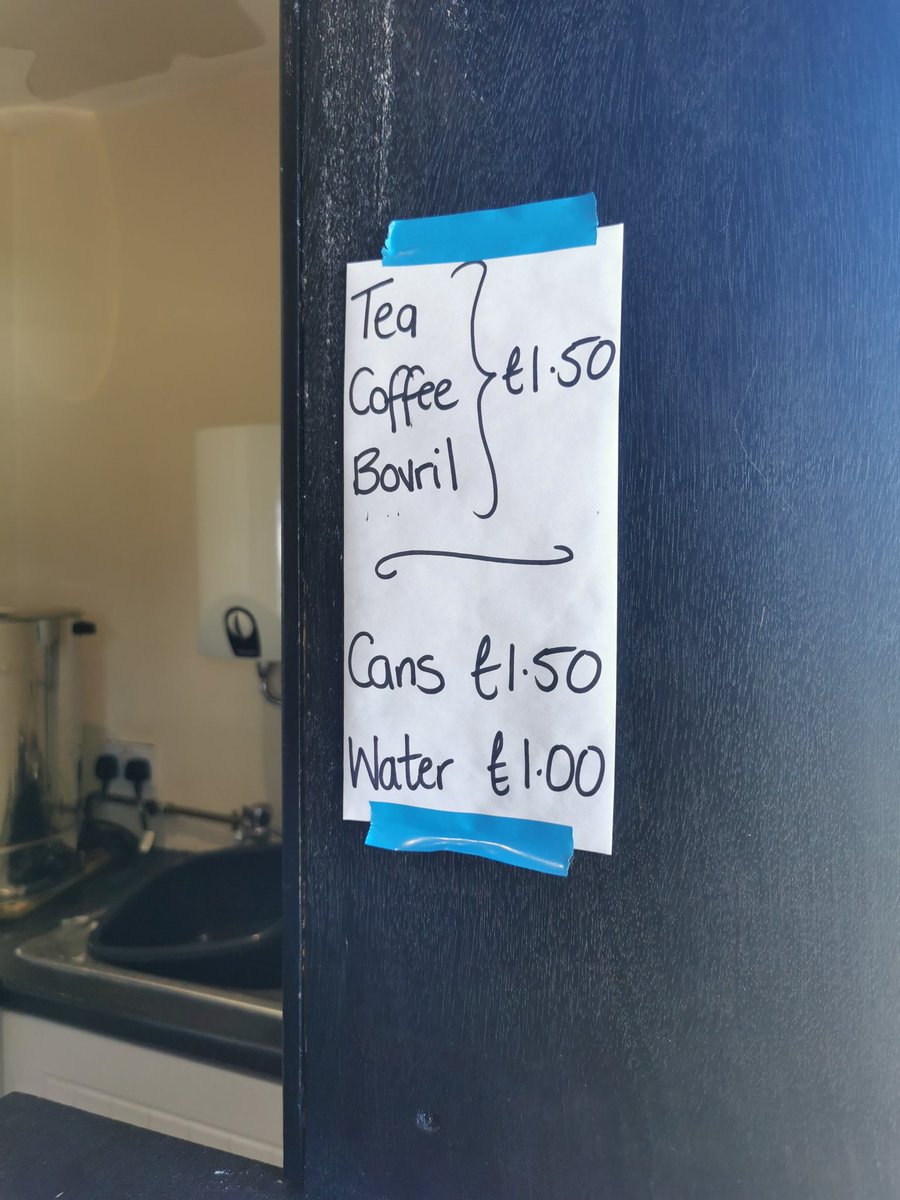 Tea
Coffee
Bovril
£1.50
Cans £1.50
Water £1.00